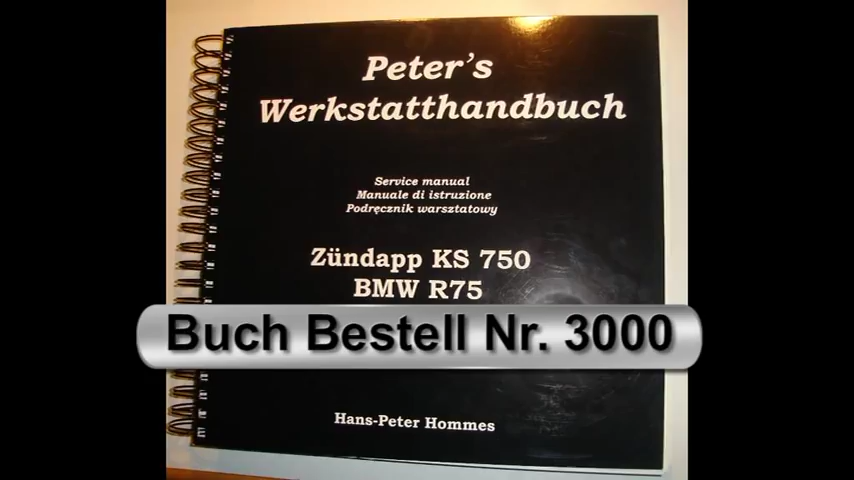 Peter's
Werkstatthandbuch
Service manual
Manuale di istruzione
Podręcznik warsztatowy
Zündapp KS 750
BMW R75
Buch Bestell Nr. 3000
Hans-Peter Hommes